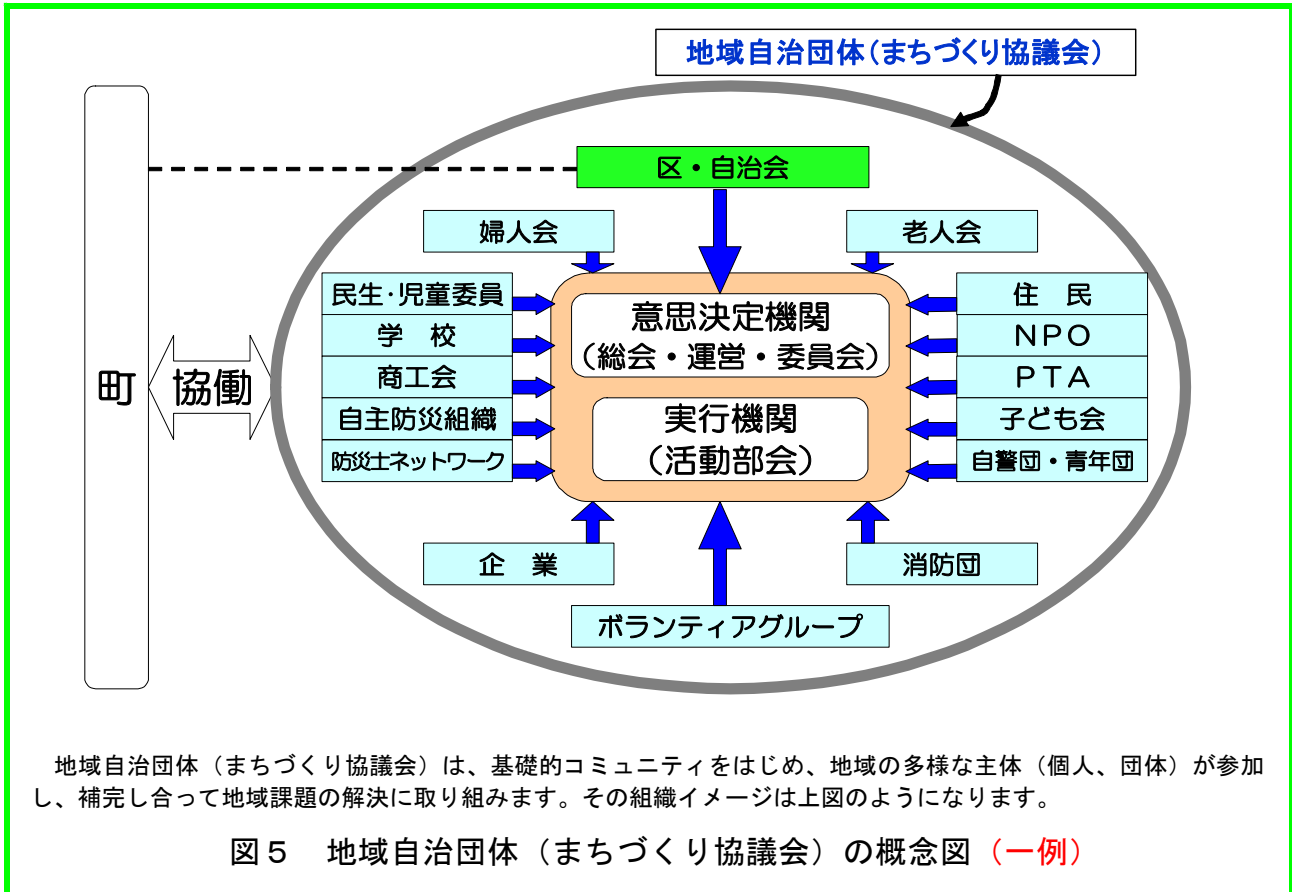 地域自治団体（まちづくり協議会）
区・自治会
婦人会
老人会
民生・児童委員
学　校
商工会
自主防災組織
防災士ネットワーク
意思決定機関
（総会・運営・委員会）
実行機関
（活動部会）
住　民
ＮＰＯ
ＰＴＡ
子ども会
自警団・青年団
町
協働
企　業
消防団
ボランティアグループ
　地域自治団体（まちづくり協議会）は、基礎的コミュニティをはじめ、地域の多様な主体（個人、団体）が参加
し、補完し合って地域課題の解決に取り組みます。その組織イメージは上図のようになります。
図５　地域自治団体（まちづくり協議会）の概念図（一例）